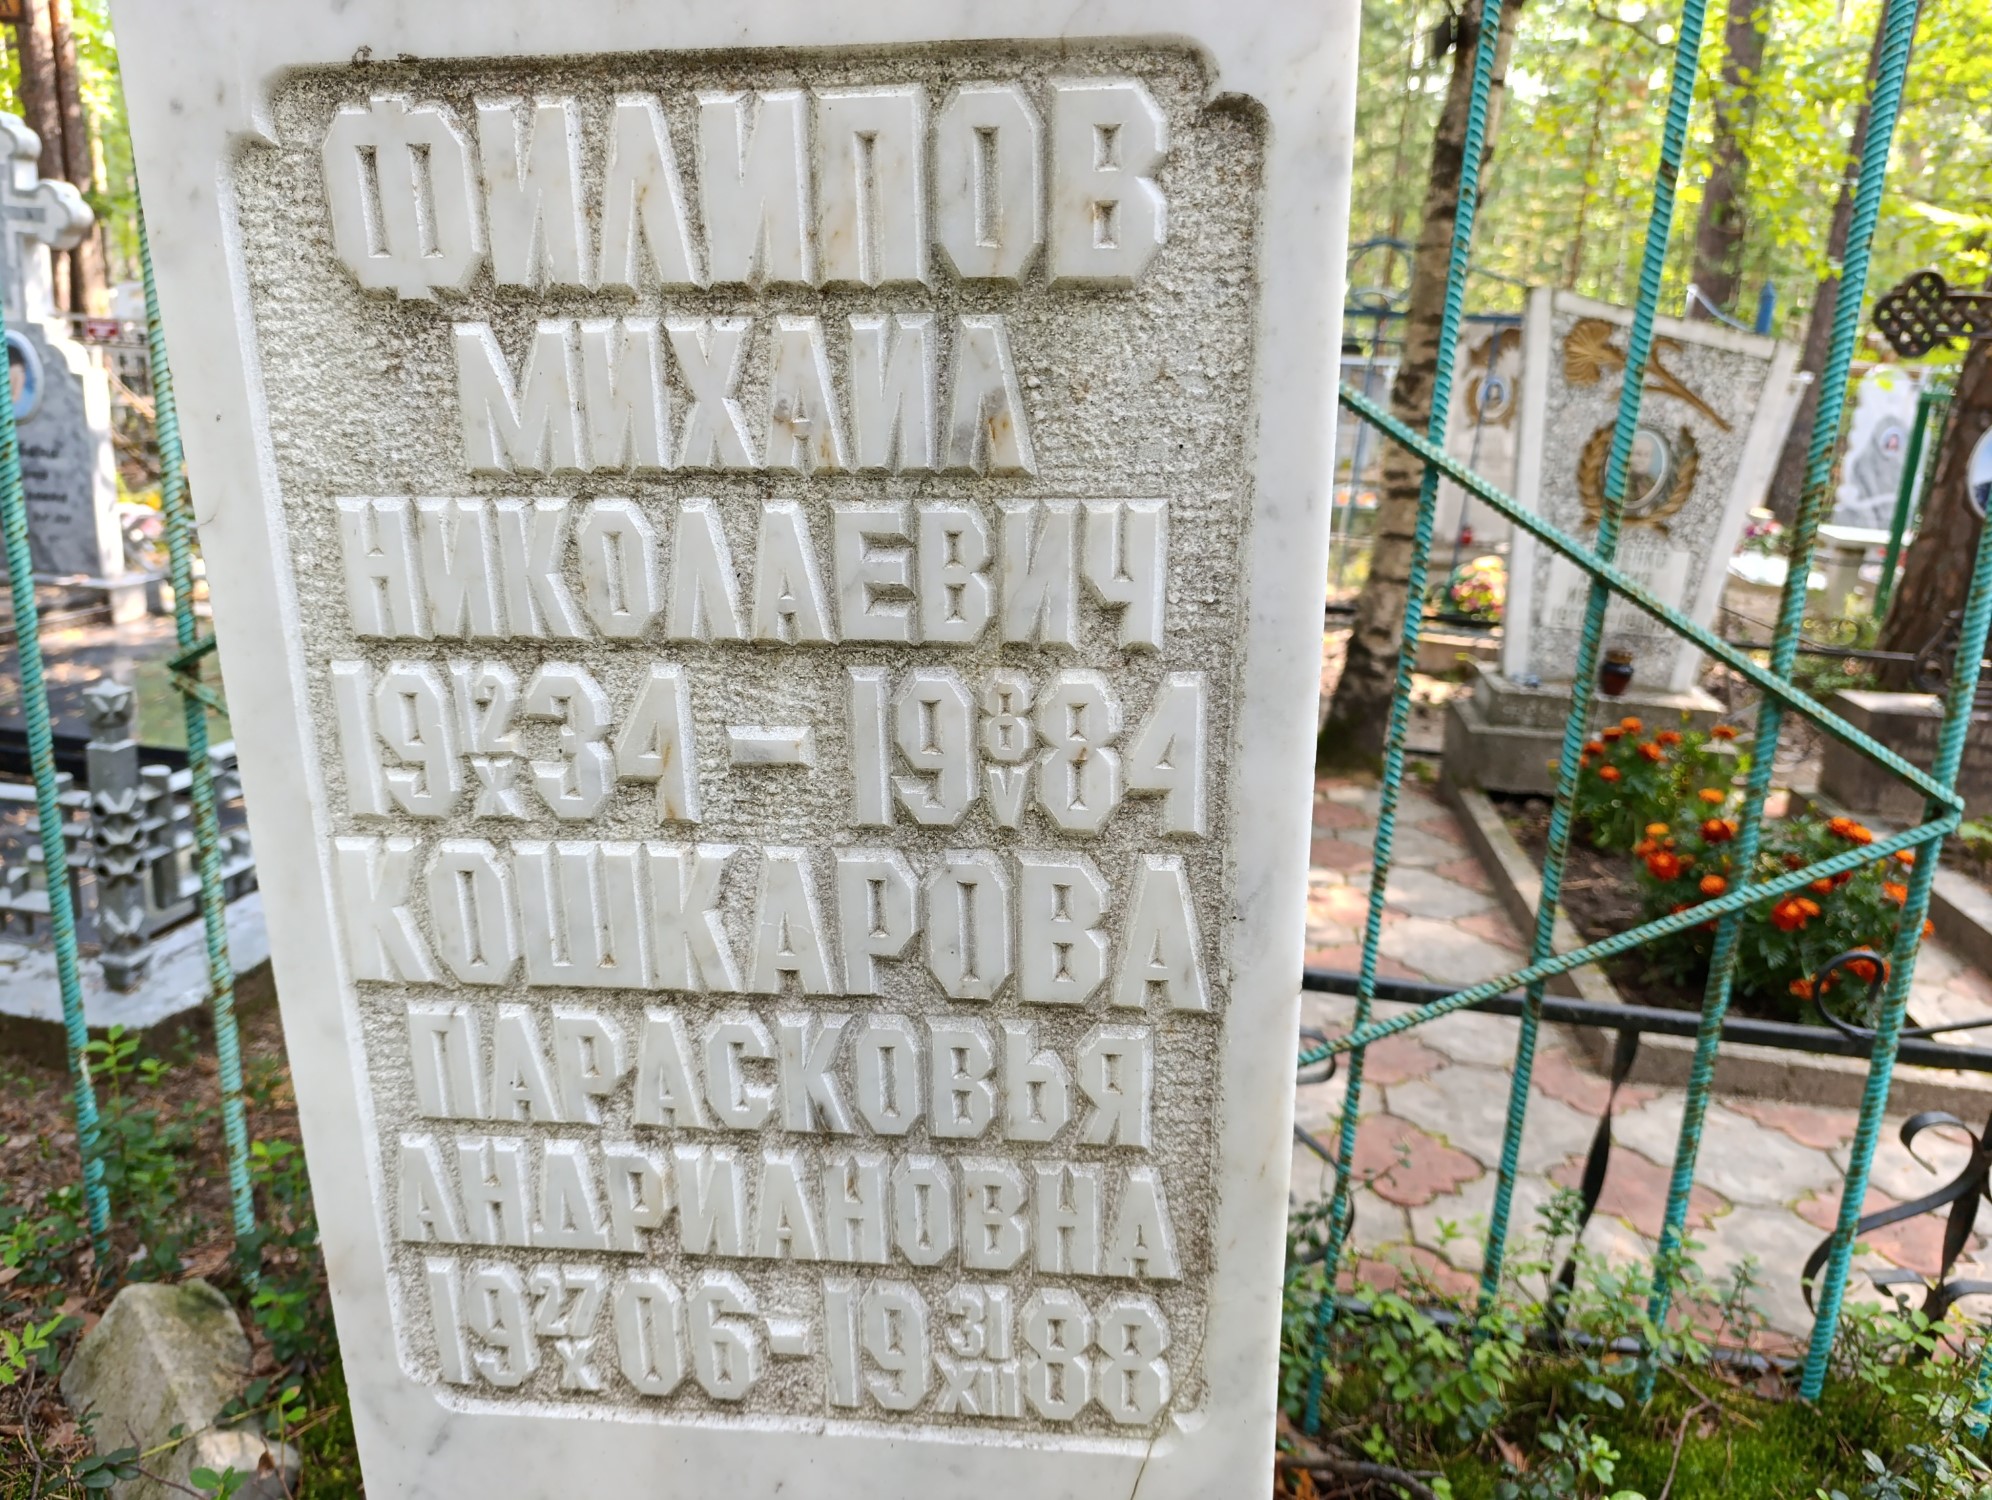 ФИЛИПОВ
МИХАИЛ
НИКОЛАЕВИЧ
19 12/X 34 - 19 8/V 84
КОШКАРОВА
ПАРАСКОВЬЯ
АНДРИАНОВНА
19 27/X 06 - 19 31/XII 88